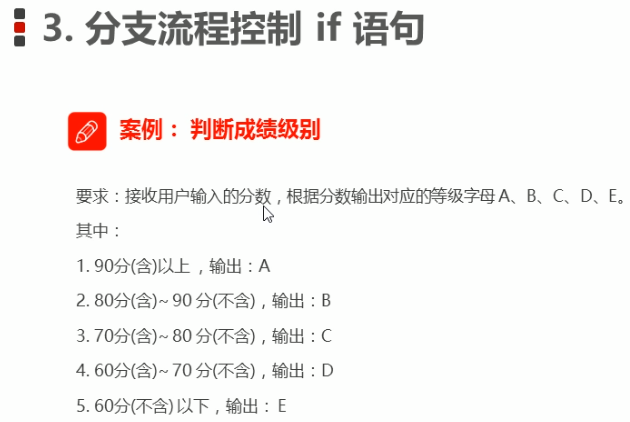 3. 分支流程控制 if 语句
案例： 判断成绩级别
要求：接收用户输入的分数，根据分数输出对应的等级字母 A、B、C、D、E。
其中：
1. 90分(含)以上 ，输出：A
2. 80分(含)~ 90 分(不含)，输出：B
3. 70分(含)~ 80 分(不含)，输出：C
4. 60分(含)~ 70 分(不含)，输出：D
5. 60分(不含) 以下，输出： E